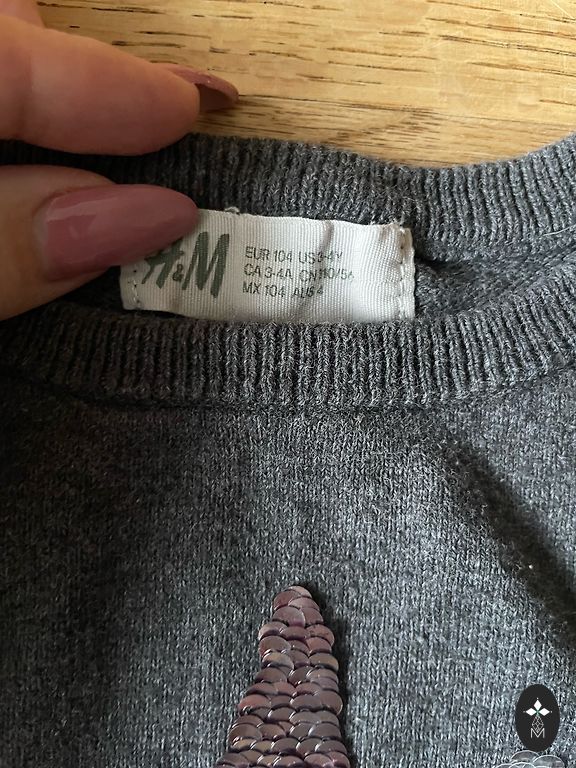 H&M
EUR 104 US 3-4Y
CA 3-4A CN 110/56
MX 104 AUS 4
M